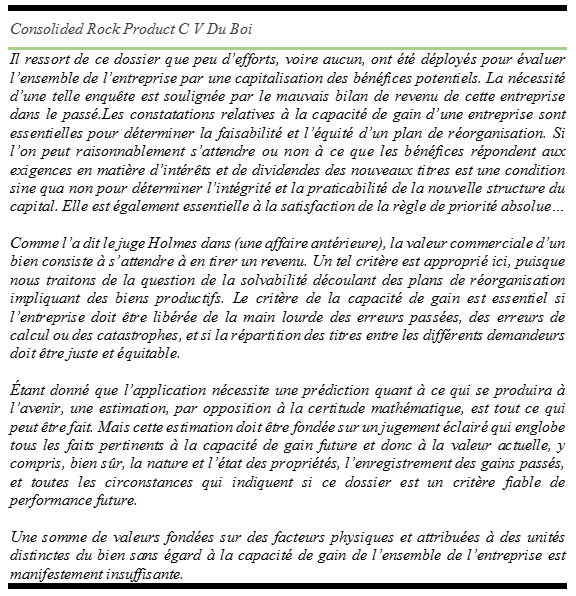 Consolided Rock Product C V Du Boi
Il ressort de ce dossier que peu d’efforts, voire aucun, ont été déployés pour évaluer
l’ensemble de l’entreprise par une capitalisation des bénéfices potentiels. La nécessité
d’une telle enquête est soulignée par le mauvais bilan de revenu de cette entreprise
dans le passé.Les constatations relatives à la capacité de gain d’une entreprise sont
essentielles pour déterminer la faisabilité et l’équité d’un plan de réorganisation. Si
l’on peut raisonnablement s’attendre ou non à ce que les bénéfices répondent aux
exigences en matière d’intérêts et de dividendes des nouveaux titres est une condition
sine qua non pour déterminer l’intégrité et la praticabilité de la nouvelle structure du
capital. Elle est également essentielle à la satisfaction de la règle de priorité absolue…
Comme l’a dit le juge Holmes dans (une affaire antérieure), la valeur commerciale d’un
bien consiste à s’attendre à en tirer un revenu. Un tel critère est approprié ici, puisque
nous traitons de la question de la solvabilité découlant des plans de réorganisation
impliquant des biens productifs. Le critère de la capacité de gain est essentiel si
l’entreprise doit être libérée de la main lourde des erreurs passées, des erreurs de
calcul ou des catastrophes, et si la répartition des titres entre les différents demandeurs
doit être juste et équitable.
Étant donné que l’application nécessite une prédiction quant à ce qui se produira à
l’avenir, une estimation, par opposition à la certitude mathématique, est tout ce qui
peut être fait. Mais cette estimation doit être fondée sur un jugement éclairé qui englobe
tous les faits pertinents à la capacité de gain future et donc à la valeur actuelle, y
compris, bien sûr, la nature et l’état des propriétés, l’enregistrement des gains passés,
et toutes les circonstances qui indiquent si ce dossier est un critère fiable de
performance future.
Une somme de valeurs fondées sur des facteurs physiques et attribuées à des unités
distinctes du bien sans égard à la capacité de gain de l’ensemble de l’entreprise est
manifestement insuffisante.